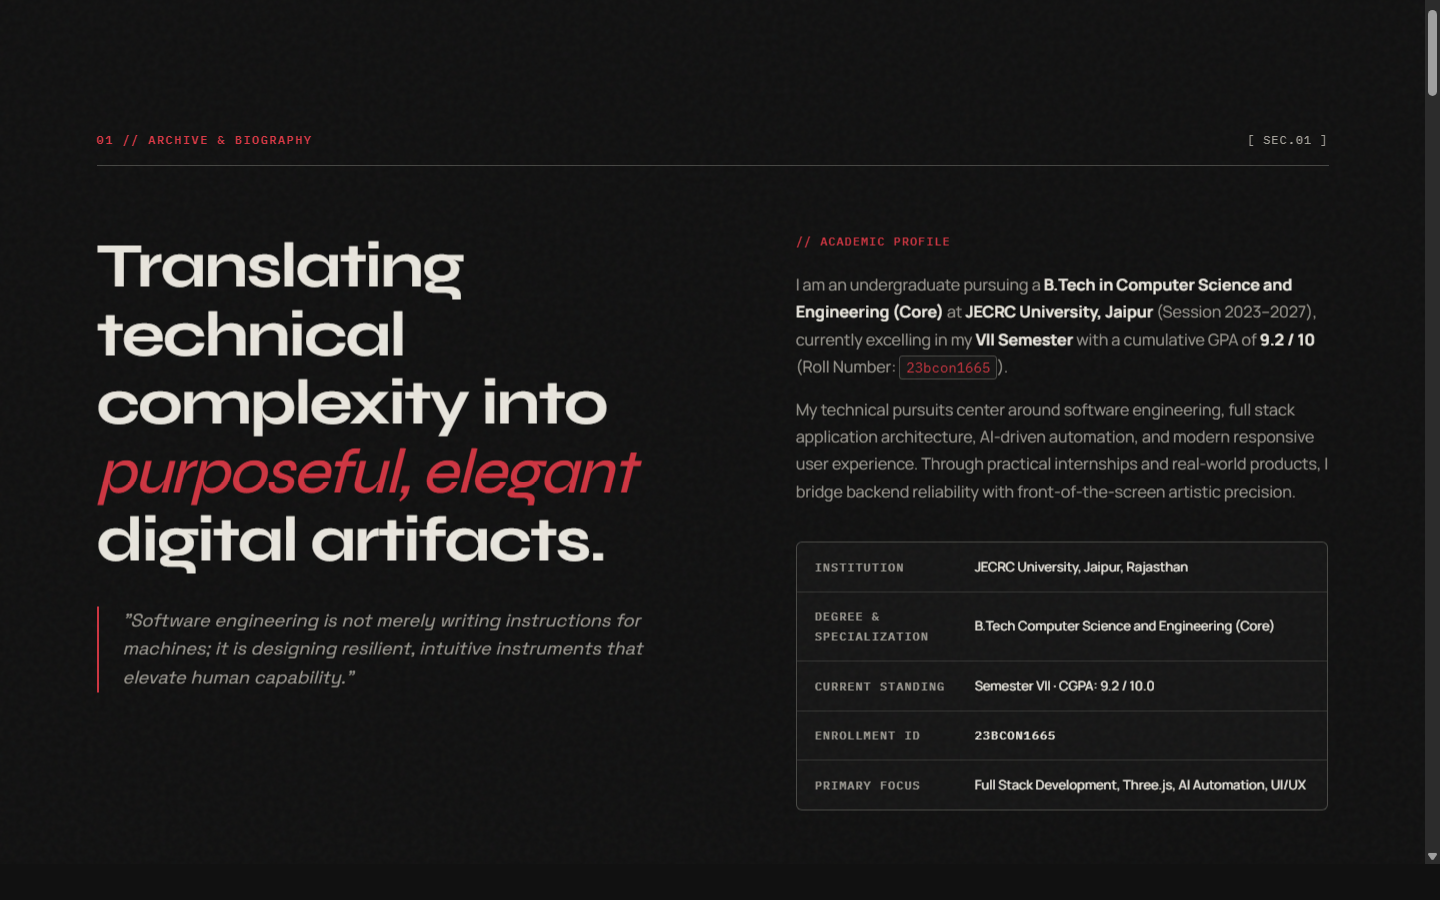 01 // ARCHIVE & BIOGRAPHY
[ SEC.01 ]
Translating
technical
complexity into
purposeful, elegant
digital artifacts.
"Software engineering is not merely writing instructions for
machines; it is designing resilient, intuitive instruments that
elevate human capability."
// ACADEMIC PROFILE
I am an undergraduate pursuing a B.Tech in Computer Science and
Engineering (Core) at JECRC University, Jaipur (Session 2023–2027),
currently excelling in my VII Semester with a cumulative GPA of 9.2 / 10
(Roll Number: 23bcon1665).
My technical pursuits center around software engineering, full stack
application architecture, AI-driven automation, and modern responsive
user experience. Through practical internships and real-world products, I
bridge backend reliability with front-of-the-screen artistic precision.
INSTITUTION JECRC University, Jaipur, Rajasthan
DEGREE &
SPECIALIZATION B.Tech Computer Science and Engineering (Core)
CURRENT STANDING Semester VII · CGPA: 9.2 / 10.0
ENROLLMENT ID 23BCON1665
PRIMARY FOCUS Full Stack Development, Three.js, AI Automation, UI/UX